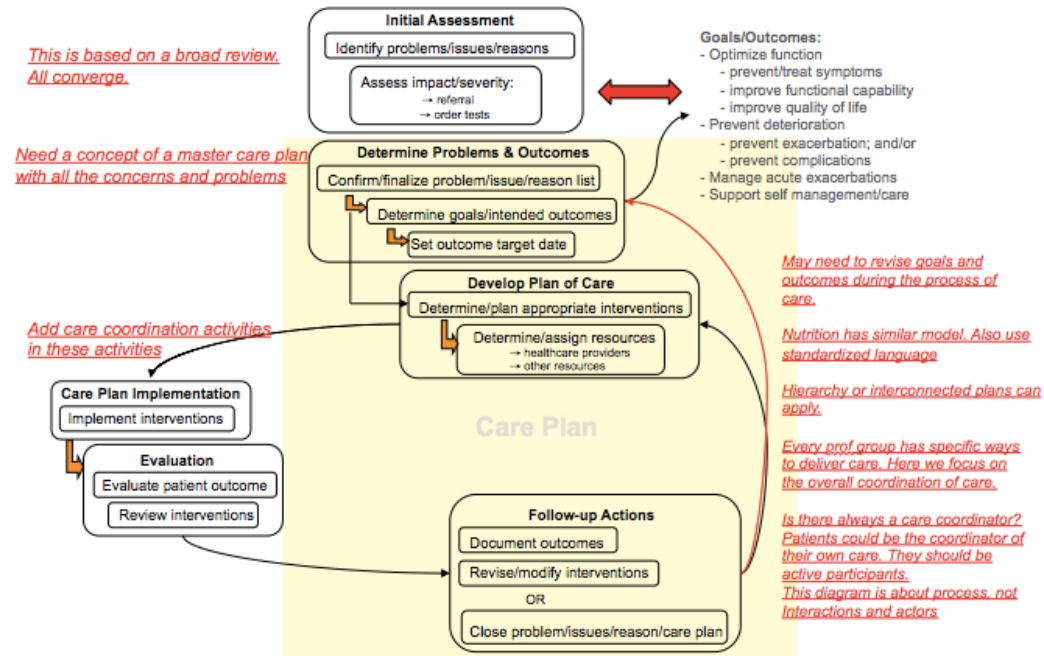 Initial Assessment
Identify problems/issues/reasons
Assess impact/severity:
→ referral
→ order tests
This is based on a broad review.
All converge.
Goals/Outcomes:
- Optimize function
- prevent/treat symptoms
- improve functional capability
- improve quality of life
- Prevent deterioration
- prevent exacerbation; and/or
- prevent complications
- Manage acute exacerbations
- Support self management/care
Need a concept of a master care plan
with all the concerns and problems
Determine Problems & Outcomes
Confirm/finalize problem/issue/reason list
Determine goals/intended outcomes
Set outcome target date
Develop Plan of Care
Determine/plan appropriate interventions
Determine/assign resources
→ healthcare providers
→ other resources
Add care coordination activities
in these activities
Care Plan Implementation
Implement interventions
Evaluation
Evaluate patient outcome
Review interventions
Care Plan
Follow-up Actions
Document outcomes
Revise/modify interventions
OR
Close problem/issues/reason/care plan
May need to revise goals and
outcomes during the process of
care.
Nutrition has similar model. Also use
standardized language
Hierarchy or interconnected plans can
apply.
Every prof group has specific ways
to deliver care. Here we focus on
the overall coordination of care.
Is there always a care coordinator?
Patients could be the coordinator of
their own care. They should be
active participants.
This diagram is about process, not
Interactions and actors